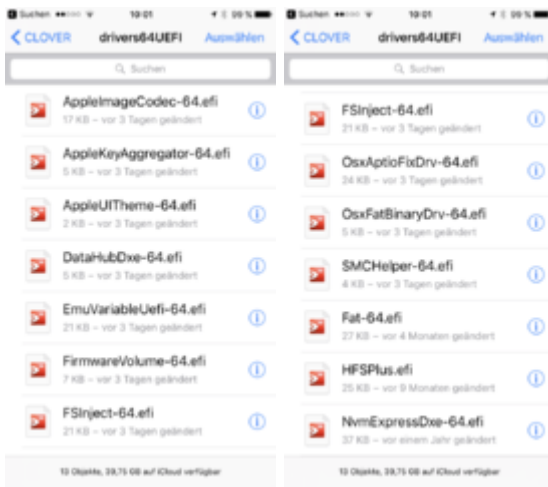 Suchen 10:01 99 %
CLOVER drivers64UEFI Auswählen
Suchen
AppleImageCodec-64.efi
17 KB – vor 3 Tagen geändert
AppleKeyAggregator-64.efi
5 KB – vor 3 Tagen geändert
AppleUITheme-64.efi
2 KB – vor 3 Tagen geändert
DataHubDxe-64.efi
5 KB – vor 3 Tagen geändert
EmuVariableUefi-64.efi
21 KB – vor 3 Tagen geändert
FirmwareVolume-64.efi
7 KB – vor 3 Tagen geändert
FSInject-64.efi
21 KB – vor 3 Tagen geändert
13 Objekte, 39,75 GB auf iCloud verfügbar
Suchen 10:01 99 %
CLOVER drivers64UEFI Auswählen
Suchen
FSInject-64.efi
21 KB – vor 3 Tagen geändert
OsxAptioFixDrv-64.efi
24 KB – vor 3 Tagen geändert
OsxFatBinaryDrv-64.efi
5 KB – vor 3 Tagen geändert
SMCHelper-64.efi
4 KB – vor 3 Tagen geändert
Fat-64.efi
27 KB – vor 4 Monaten geändert
HFSPlus.efi
25 KB – vor 9 Monaten geändert
NvmExpressDxe-64.efi
37 KB – vor einem Jahr geändert
13 Objekte, 39,75 GB auf iCloud verfügbar